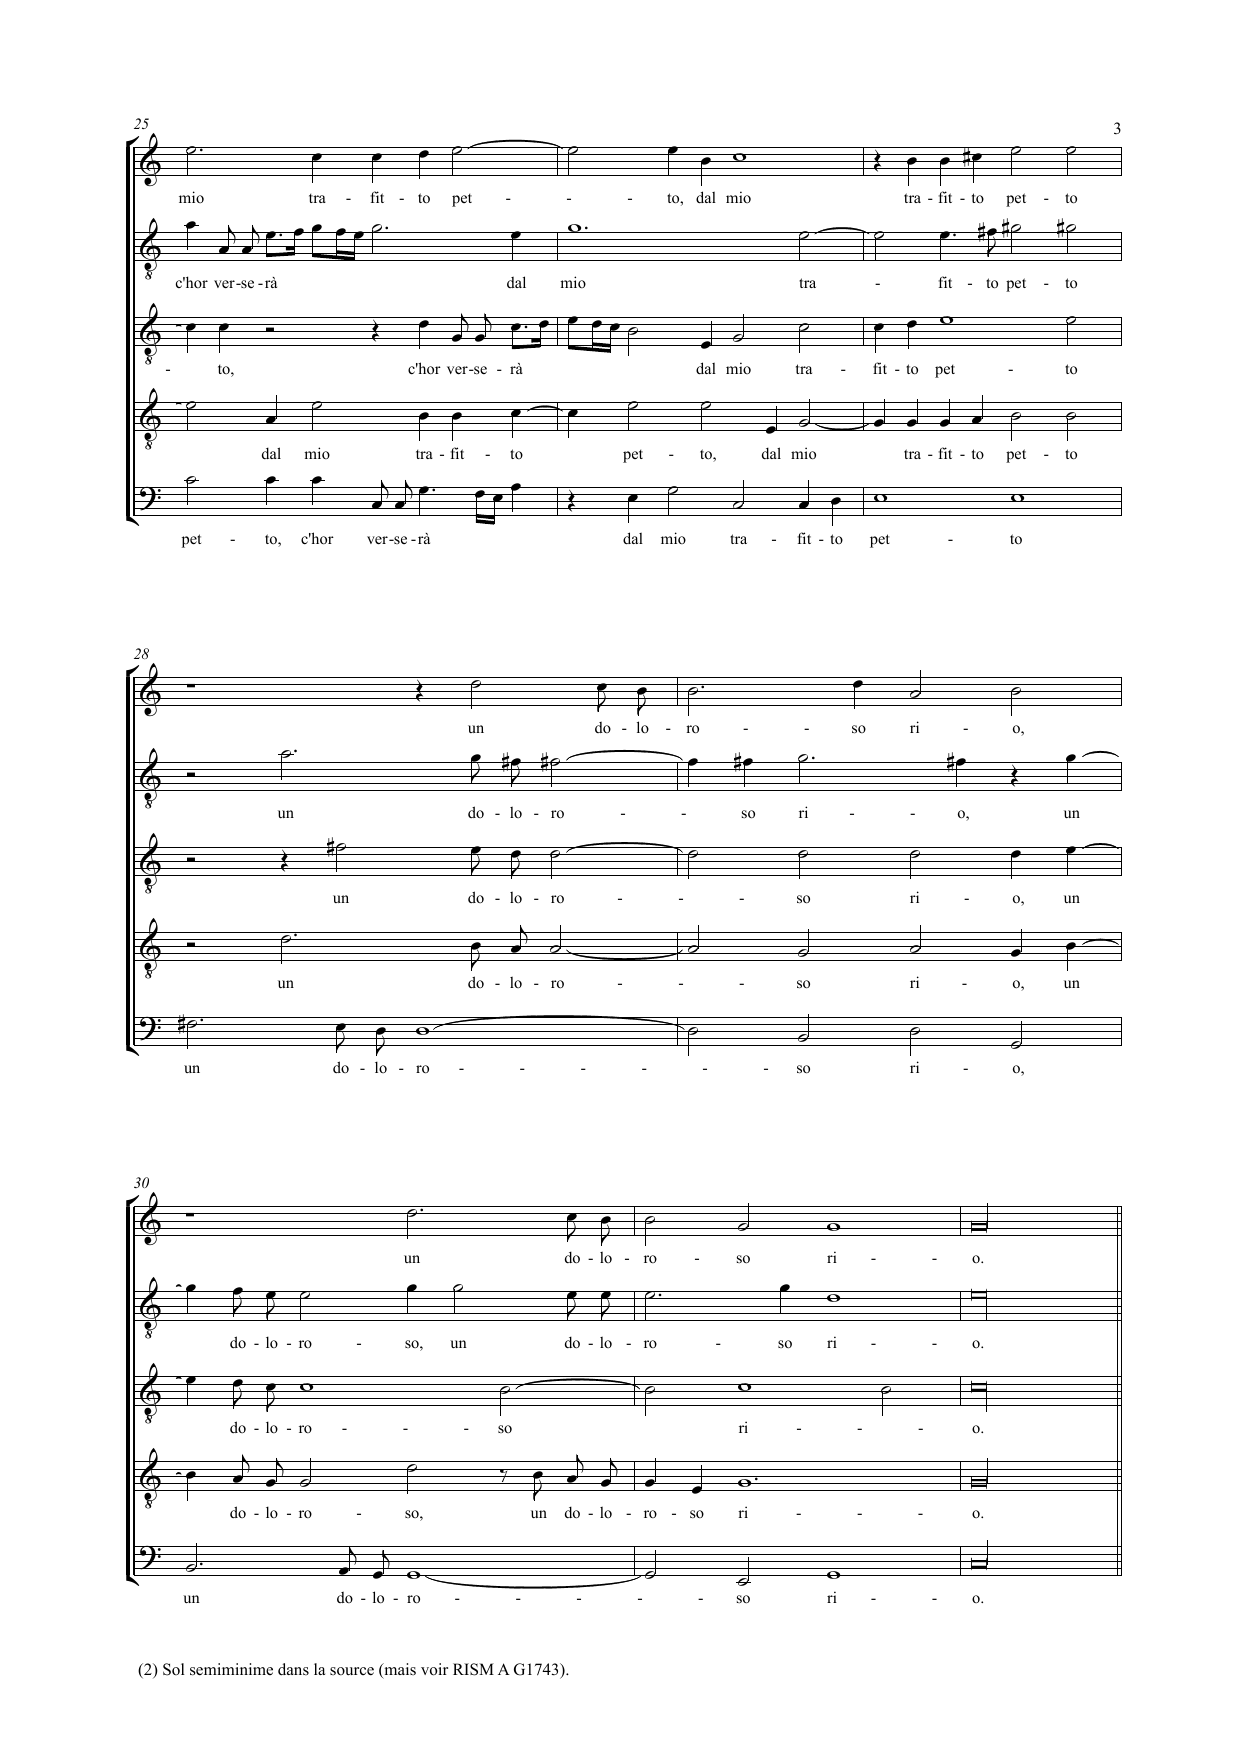 25
3
mio tra - fit - to pet - - - to, dal mio tra - fit - to pet - to
c'hor ver-se-rà dal mio tra - fit - to pet - to
- to, c'hor ver-se - rà dal mio tra - fit - to pet - to
dal mio tra - fit - to pet - to, dal mio tra - fit - to pet - to
pet - to, c'hor ver-se-rà dal mio tra - fit - to pet - to
28
un do - lo - ro - - so ri - o,
un do - lo - ro - - so ri - - o, un
un do - lo - ro - - - so ri - o, un
un do - lo - ro - - - so ri - o, un
un do - lo - ro - - - - - - so ri - o,
30
un do - lo - ro - so ri - - o.
do - lo - ro - so, un do - lo - ro - so ri - - o.
do - lo - ro - - - so ri - - - o.
do - lo - ro - so, un do - lo - ro - so ri - - - o.
un do - lo - ro - - - - - so ri - - o.
(2) Sol semiminime dans la source (mais voir RISM A G1743).